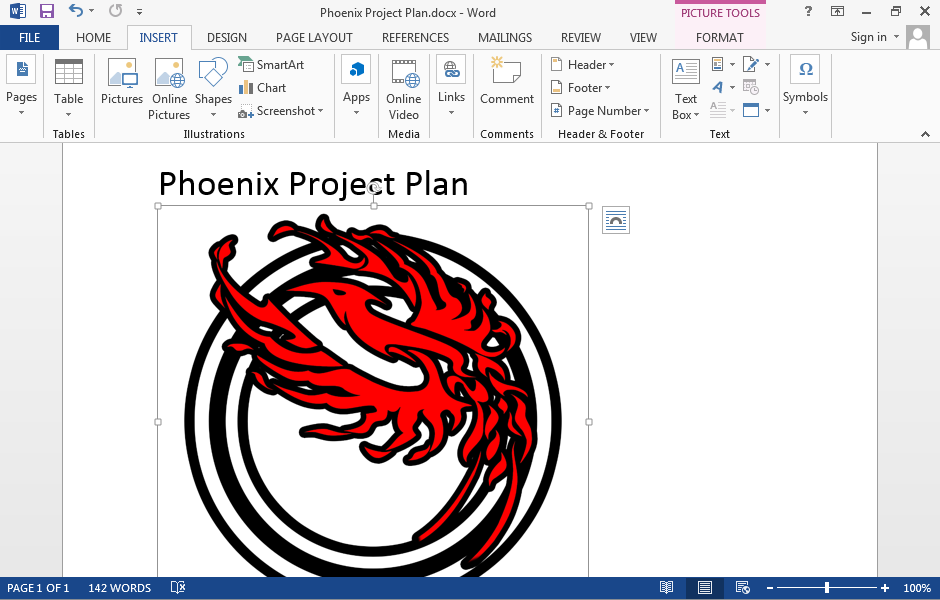 Phoenix Project Plan.docx - Word
PICTURE TOOLS
?
FILE HOME INSERT DESIGN PAGE LAYOUT REFERENCES MAILINGS REVIEW VIEW FORMAT
Sign in
Pages
Table
Tables
Pictures
Online Pictures
Shapes
SmartArt
Chart
Screenshot
Illustrations
Apps
Online Video
Media
Links
Comment
Comments
Header
Footer
Page Number
Header & Footer
Text Box
Text
Ω
Symbols
Phoenix Project Plan
PAGE 1 OF 1 142 WORDS
100%